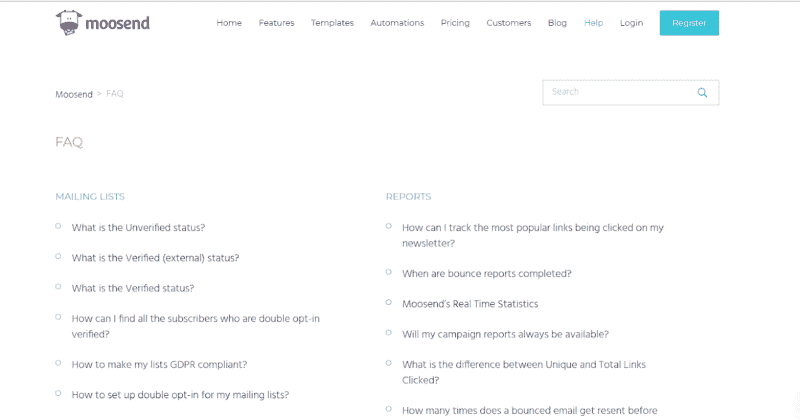 moosend
Home Features Templates Automations Pricing Customers Blog Help Login Register
Moosend > FAQ
Search
FAQ
MAILING LISTS
What is the Unverified status?
What is the Verified (external) status?
What is the Verified status?
How can I find all the subscribers who are double opt-in
verified?
How to make my lists GDPR compliant?
How to set up double opt-in for my mailing lists?
REPORTS
How can I track the most popular links being clicked on my
newsletter?
When are bounce reports completed?
Moosend's Real Time Statistics
Will my campaign reports always be available?
What is the difference between Unique and Total Links
Clicked?
How many times does a bounced email get resent before